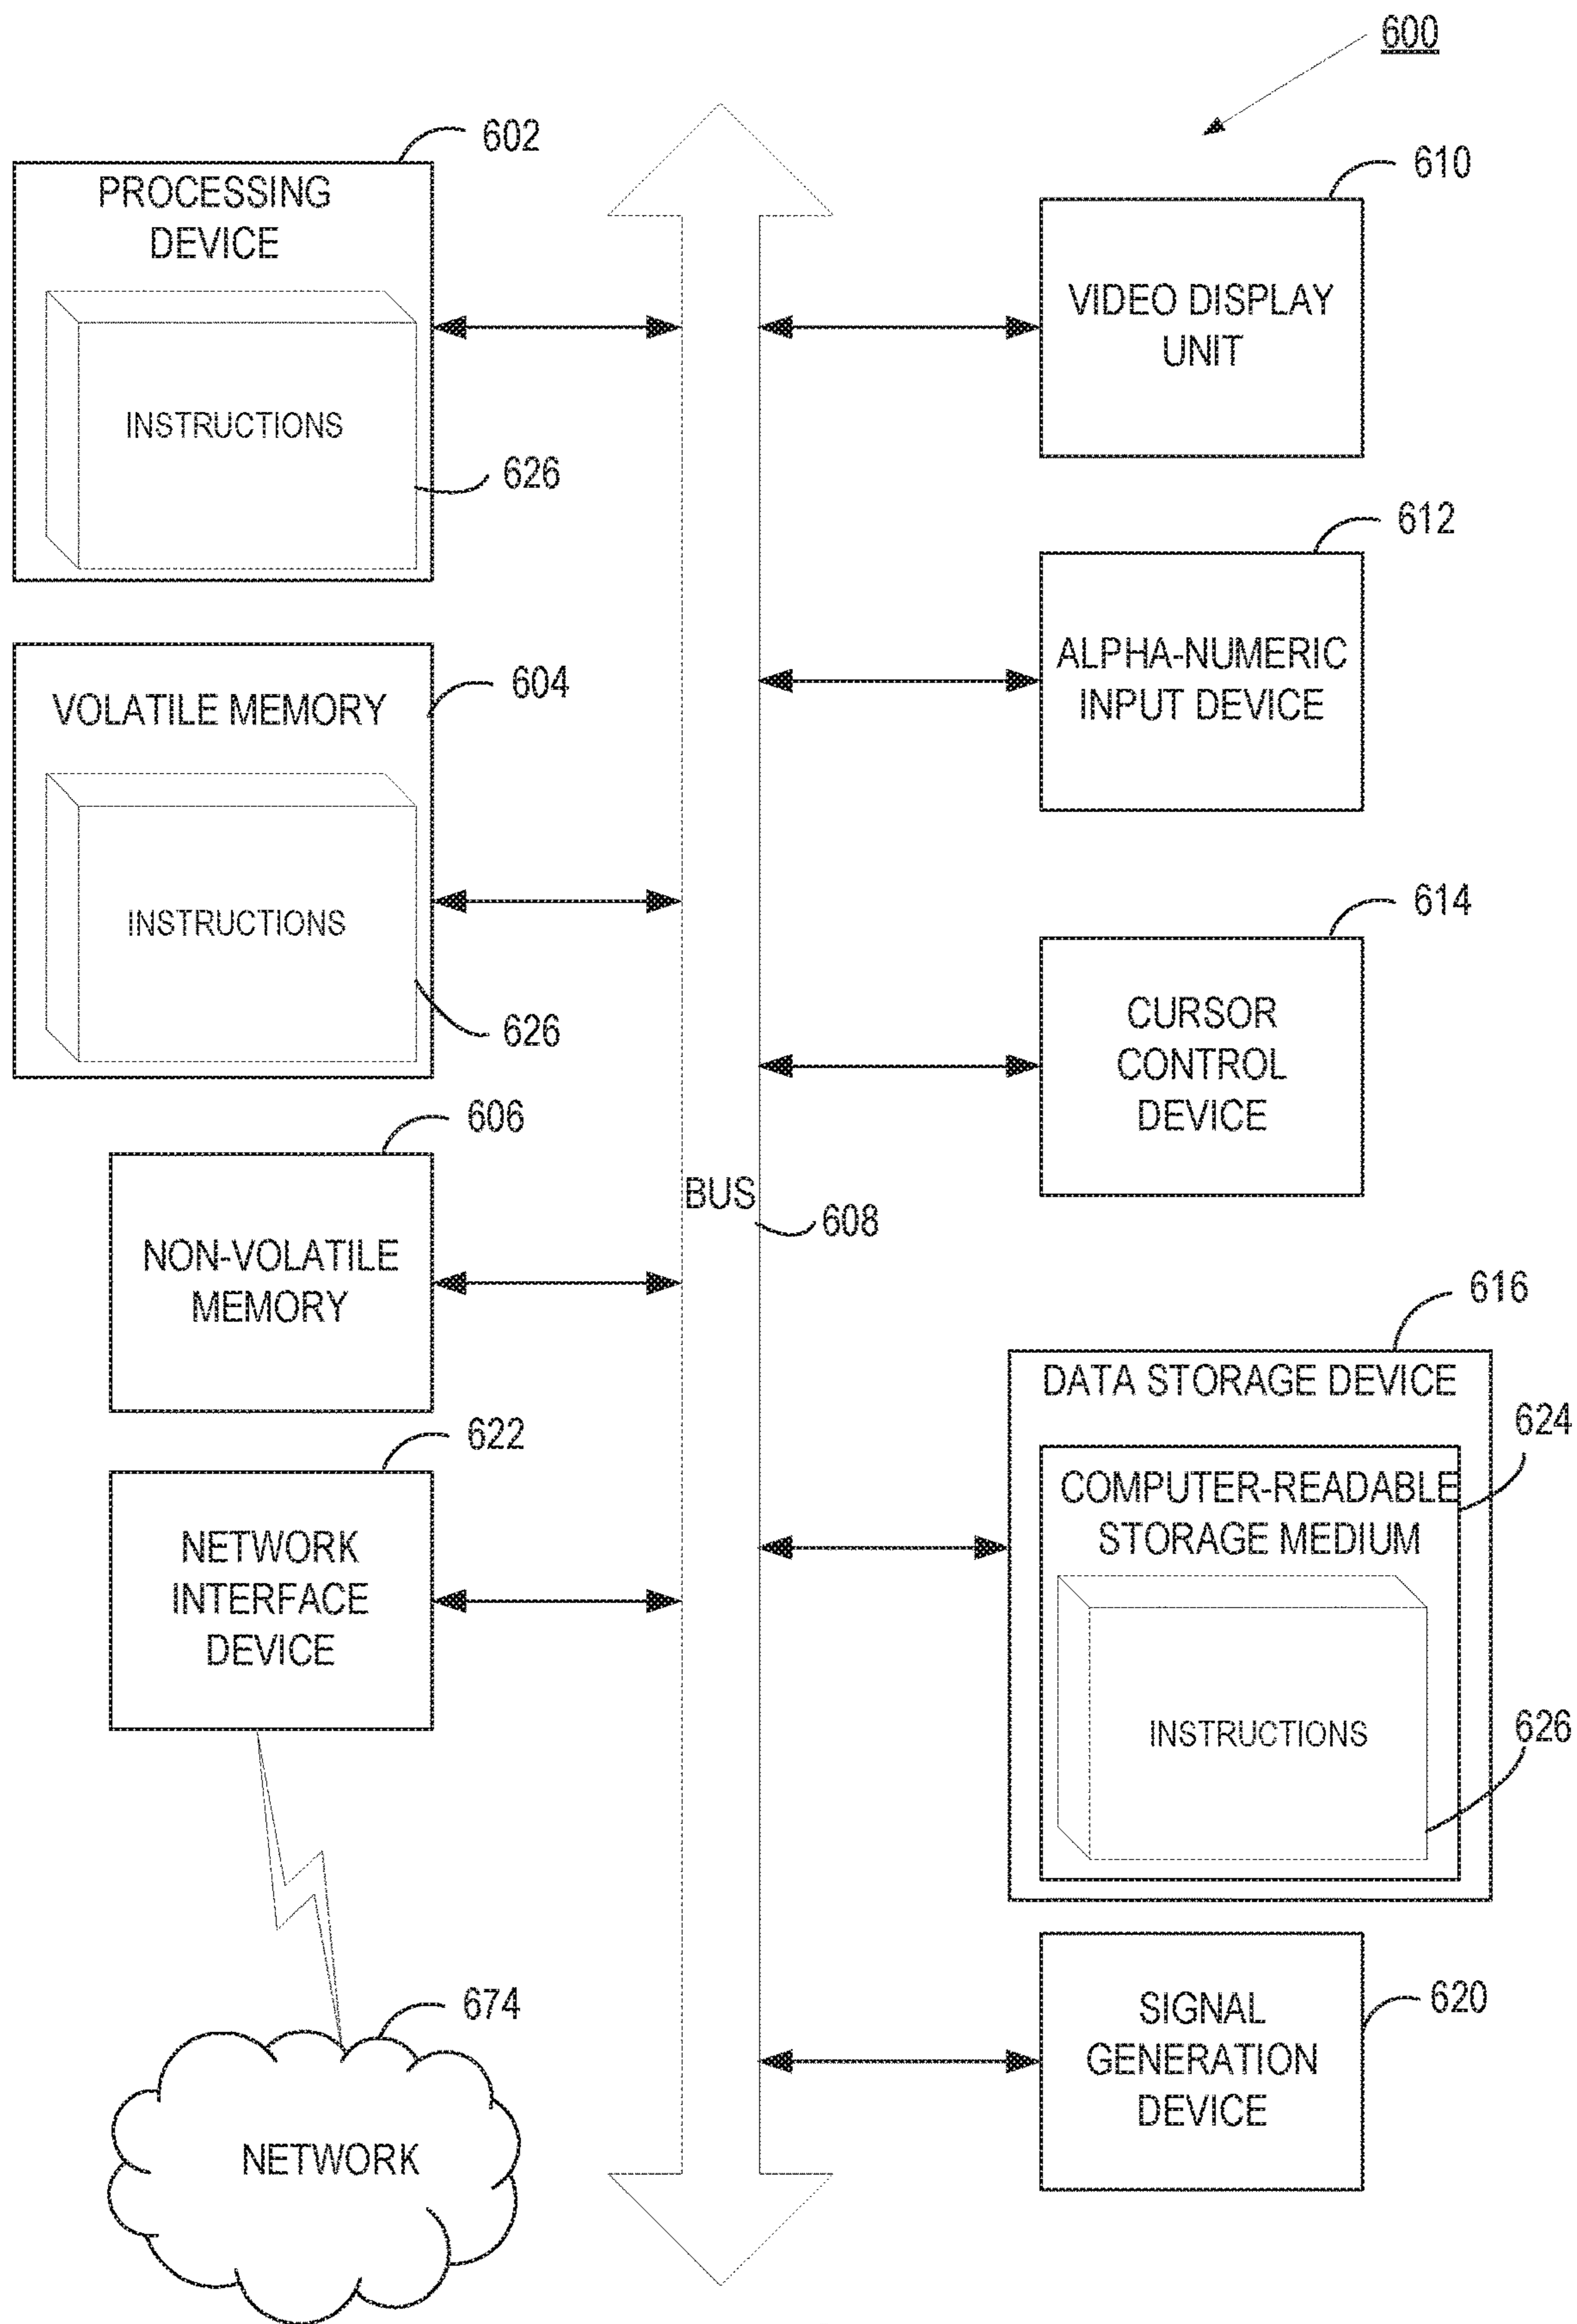 600
602
PROCESSING
DEVICE
INSTRUCTIONS
626
VOLATILE MEMORY
604
INSTRUCTIONS
626
606
NON-VOLATILE
MEMORY
622
NETWORK
INTERFACE
DEVICE
674
NETWORK
BUS
608
610
VIDEO DISPLAY
UNIT
612
ALPHA-NUMERIC
INPUT DEVICE
614
CURSOR
CONTROL
DEVICE
616
DATA STORAGE DEVICE
624
COMPUTER-READABLE
STORAGE MEDIUM
INSTRUCTIONS
626
SIGNAL
GENERATION
DEVICE
620